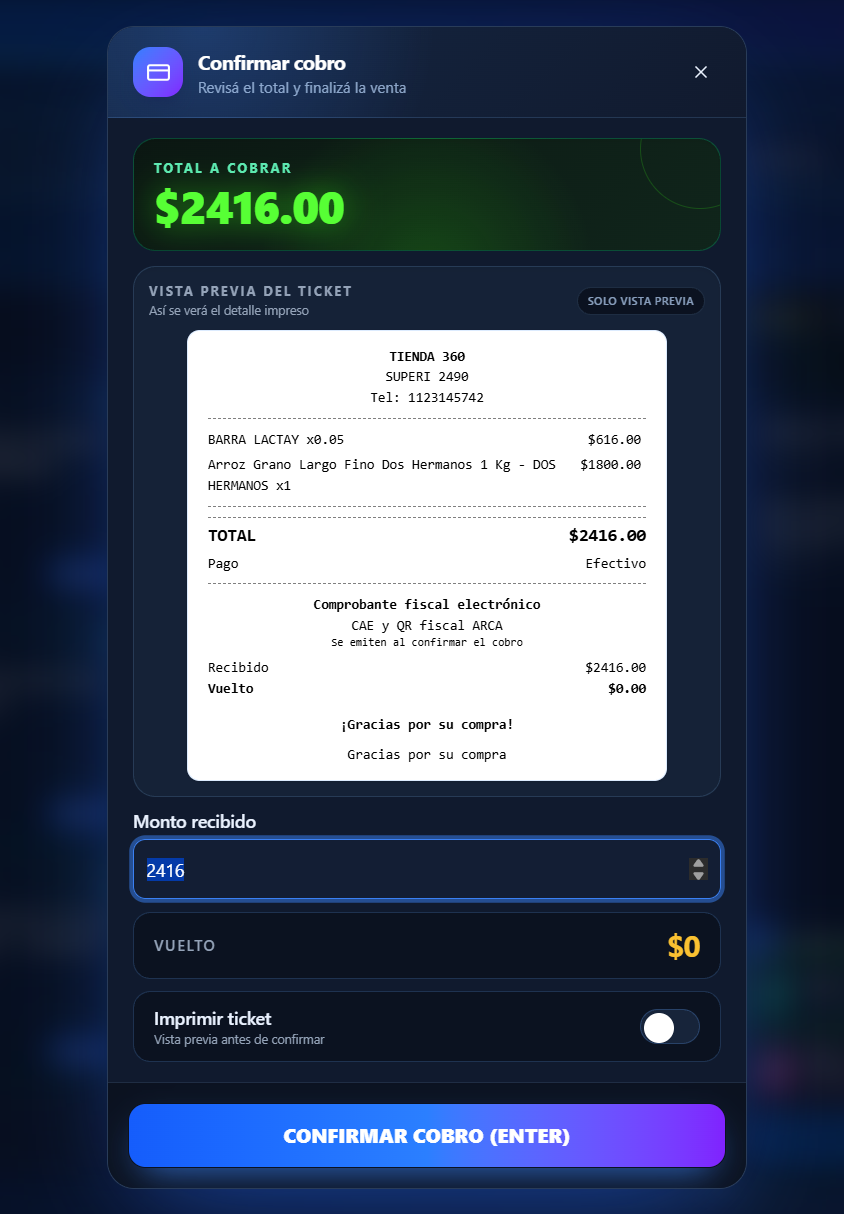 Confirmar cobro
Revisá el total y finalizá la venta
TOTAL A COBRAR
$2416.00
VISTA PREVIA DEL TICKET
Así se verá el detalle impreso
SOLO VISTA PREVIA
TIENDA 360
SUPERI 2490
Tel: 1123145742
BARRA LACTAY x0.05 $616.00
Arroz Grano Largo Fino Dos Hermanos 1 Kg - DOS $1800.00
HERMANOS x1
TOTAL $2416.00
Pago Efectivo
Comprobante fiscal electrónico
CAE y QR fiscal ARCA
Se emiten al confirmar el cobro
Recibido $2416.00
Vuelto $0.00
¡Gracias por su compra!
Gracias por su compra
Monto recibido
2416
VUELTO $0
Imprimir ticket
Vista previa antes de confirmar
CONFIRMAR COBRO (ENTER)